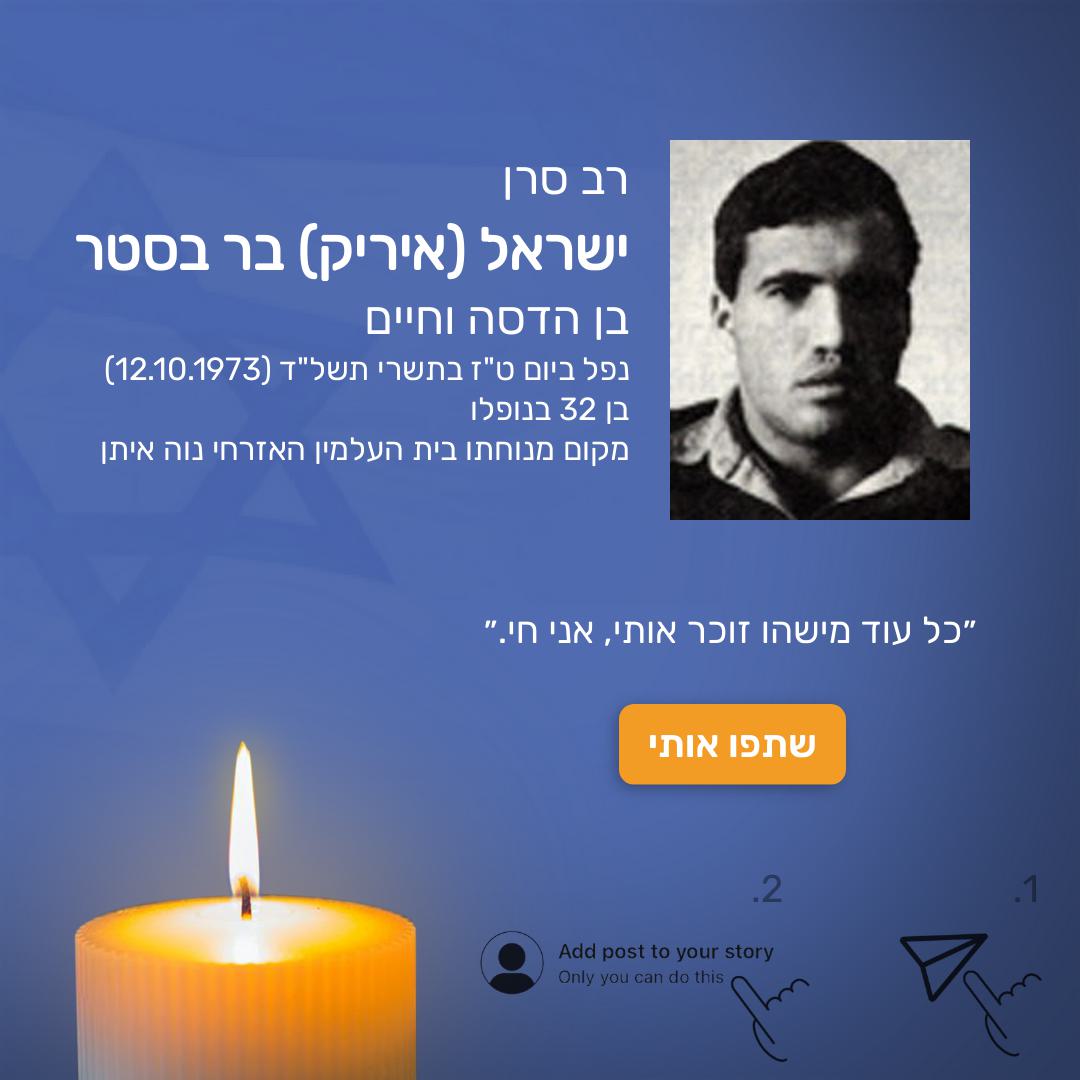 רב סרן
ישראל (איריק) בר בסטר
בן הדסה וחיים
נפל ביום ט"ז בתשרי תשל"ד (12.10.1973)
בן 32 בנופלו
מקום מנוחתו בית העלמין האזרחי נוה איתן
״כל עוד מישהו זוכר אותי, אני חי.״
שתפו אותי
1.
2.
Add post to your story
Only you can do this